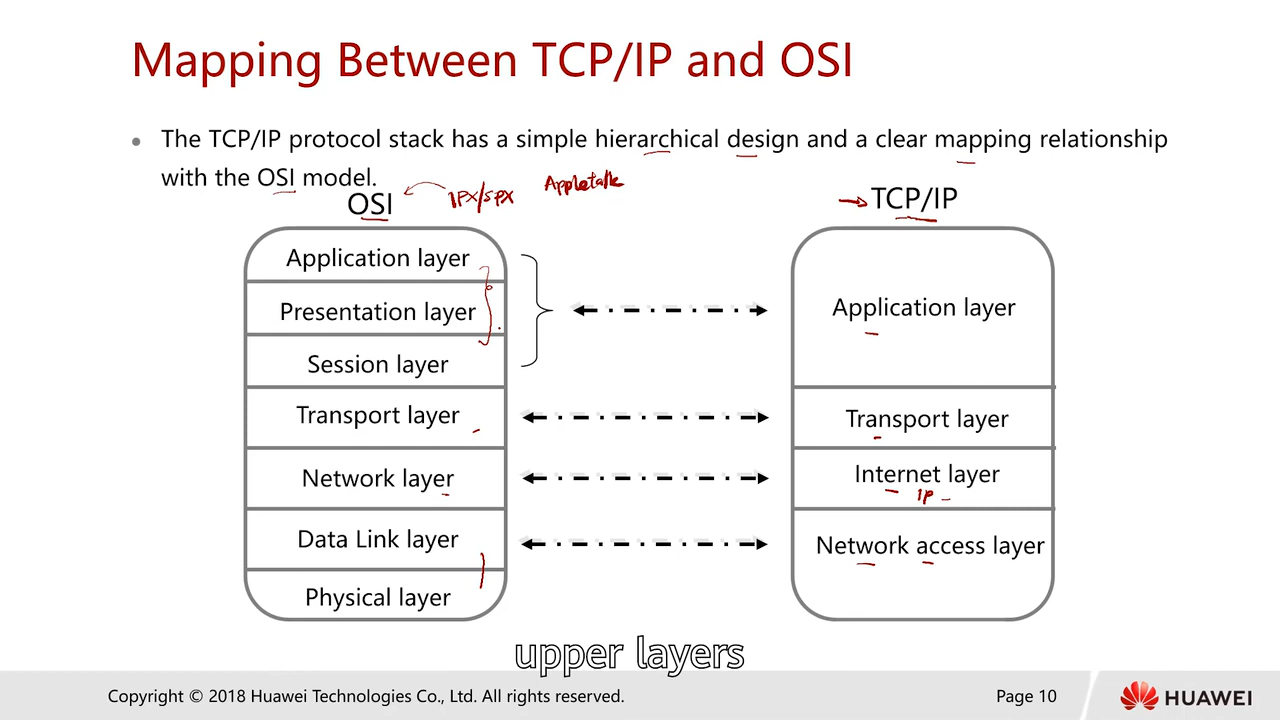 Mapping Between TCP/IP and OSI
• The TCP/IP protocol stack has a simple hierarchical design and a clear mapping relationship
with the OSI model.
IPX/SPX
Appletalk
OSI
Application layer
Presentation layer
Session layer
Transport layer
Network layer
Data Link layer
Physical layer
TCP/IP
Application layer
Transport layer
Internet layer
IP
Network access layer
upper layers
Copyright © 2018 Huawei Technologies Co., Ltd. All rights reserved.
Page 10
HUAWEI